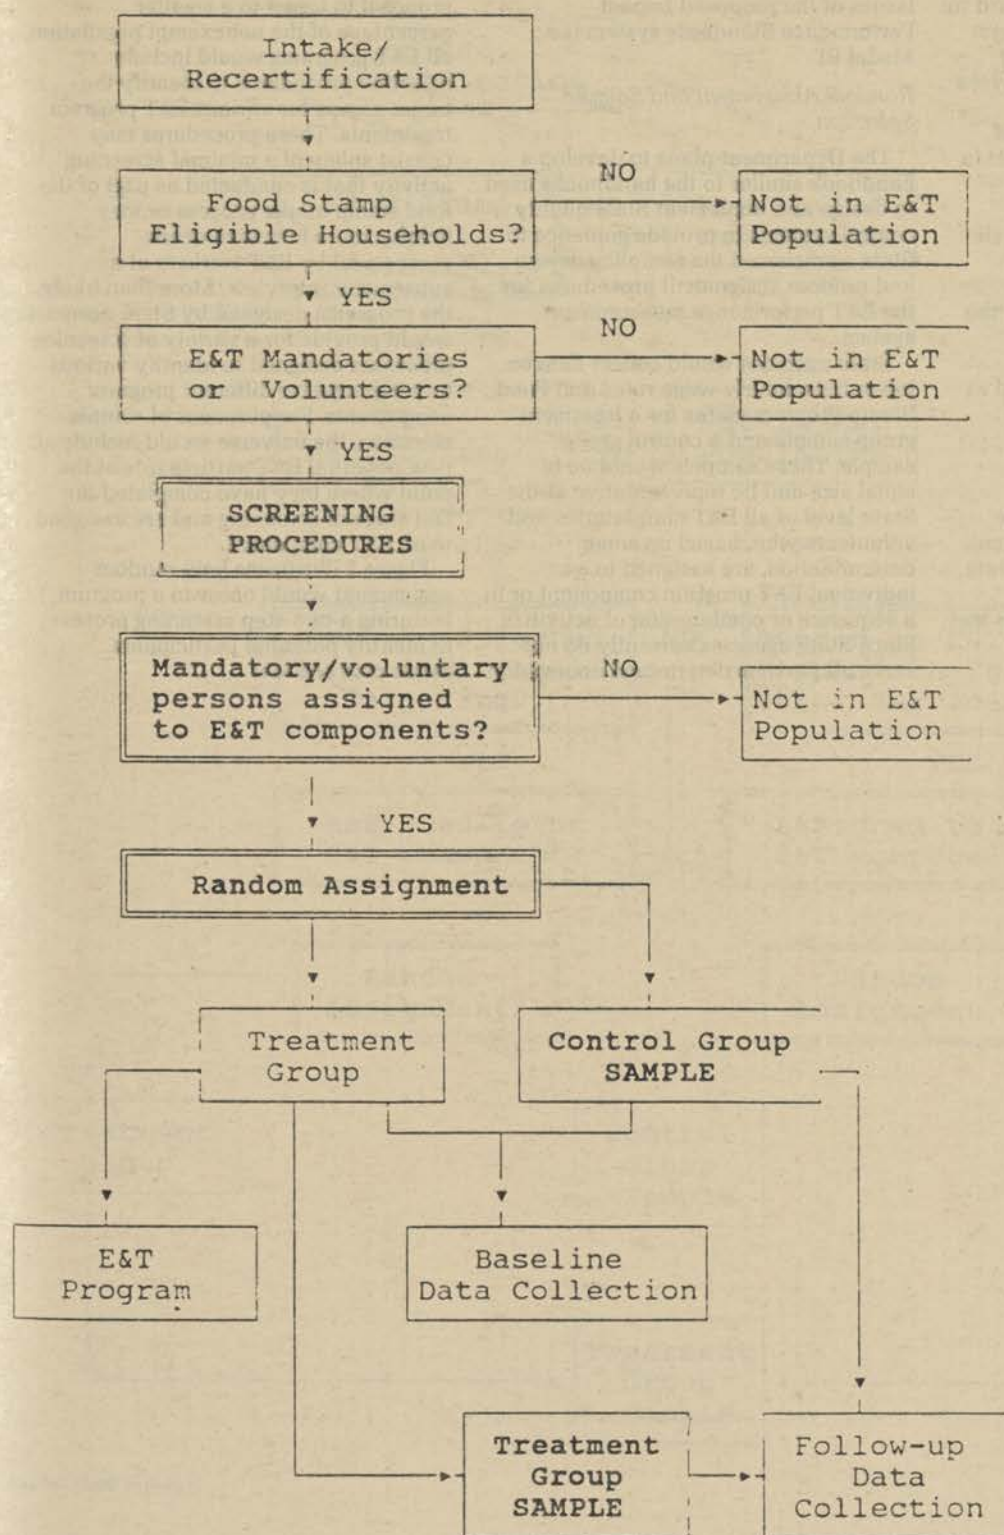 Intake/
Recertification
Food Stamp
Eligible Households?
NO
Not in E&T
Population
YES
E&T Mandatories
or Volunteers?
NO
Not in E&T
Population
YES
SCREENING
PROCEDURES
Mandatory/voluntary
persons assigned
to E&T components?
NO
Not in E&T
Population
YES
Random Assignment
Treatment
Group
Control Group
SAMPLE
E&T
Program
Baseline
Data Collection
Treatment
Group
SAMPLE
Follow-up
Data
Collection